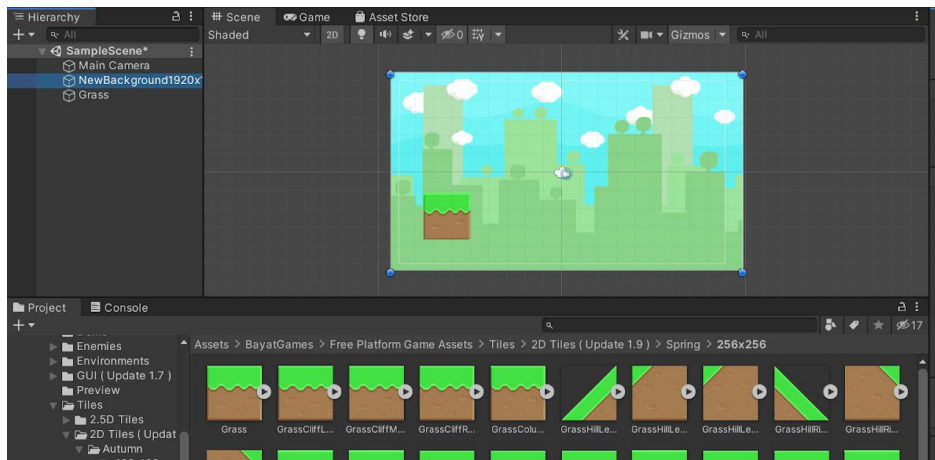 Hierarchy
All
SampleScene*
Main Camera
NewBackground1920x1
Grass
Scene Game Asset Store
Shaded 2D 0 Gizmos All
Project Console
17
Enemies
Environments
GUI ( Update 1.7 )
Preview
Tiles
2.5D Tiles
2D Tiles ( Updat
Autumn
Assets > BayatGames > Free Platform Game Assets > Tiles > 2D Tiles ( Update 1.9 ) > Spring > 256x256
Grass GrassCliffL... GrassCliffM... GrassCliffR... GrassColu... GrassHillLe... GrassHillLe... GrassHillLe... GrassHillRi... GrassHillRi...